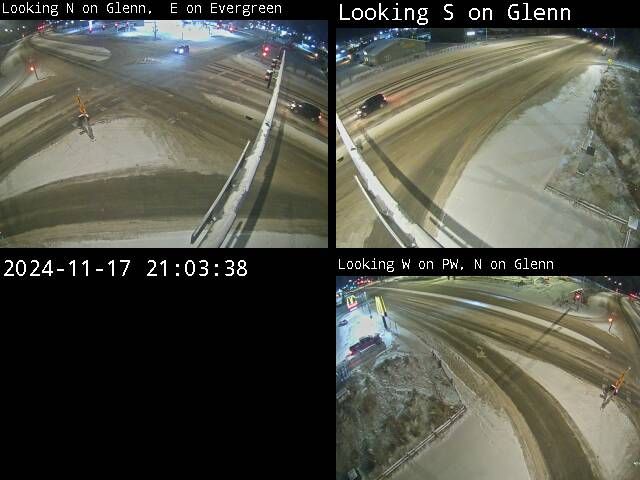 Looking N on Glenn,  E on Evergreen
Looking S on Glenn
2024-11-17 21:03:38
Looking W on PW, N on Glenn